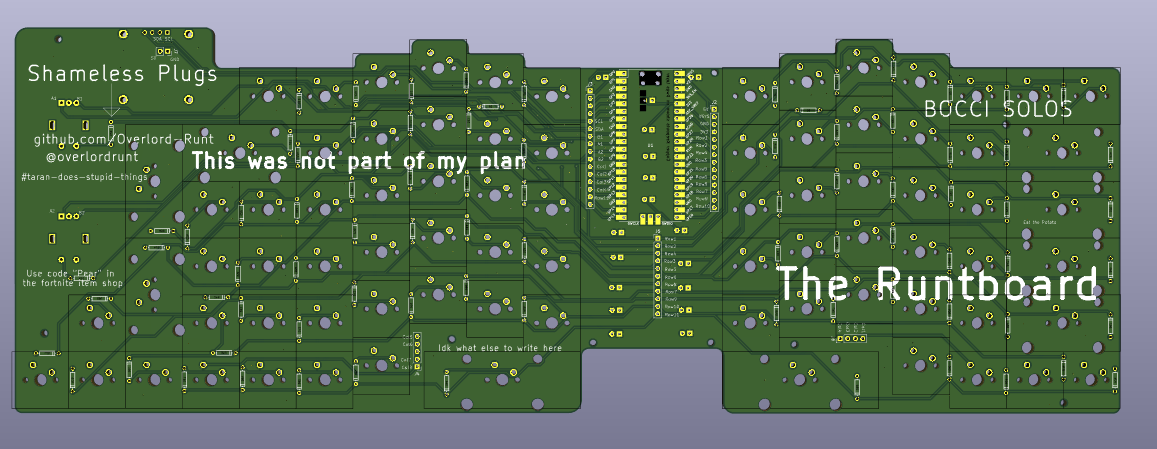 Shameless Plugs
github.com/Overlord-Runt
@overlordrunt
#taran-does-stupid-things
This was not part of my plan
Use code "Pear" in
the fortnite item shop
Idk what else to write here
BOCCI SOLOS
Eat the Potato
The Runtboard